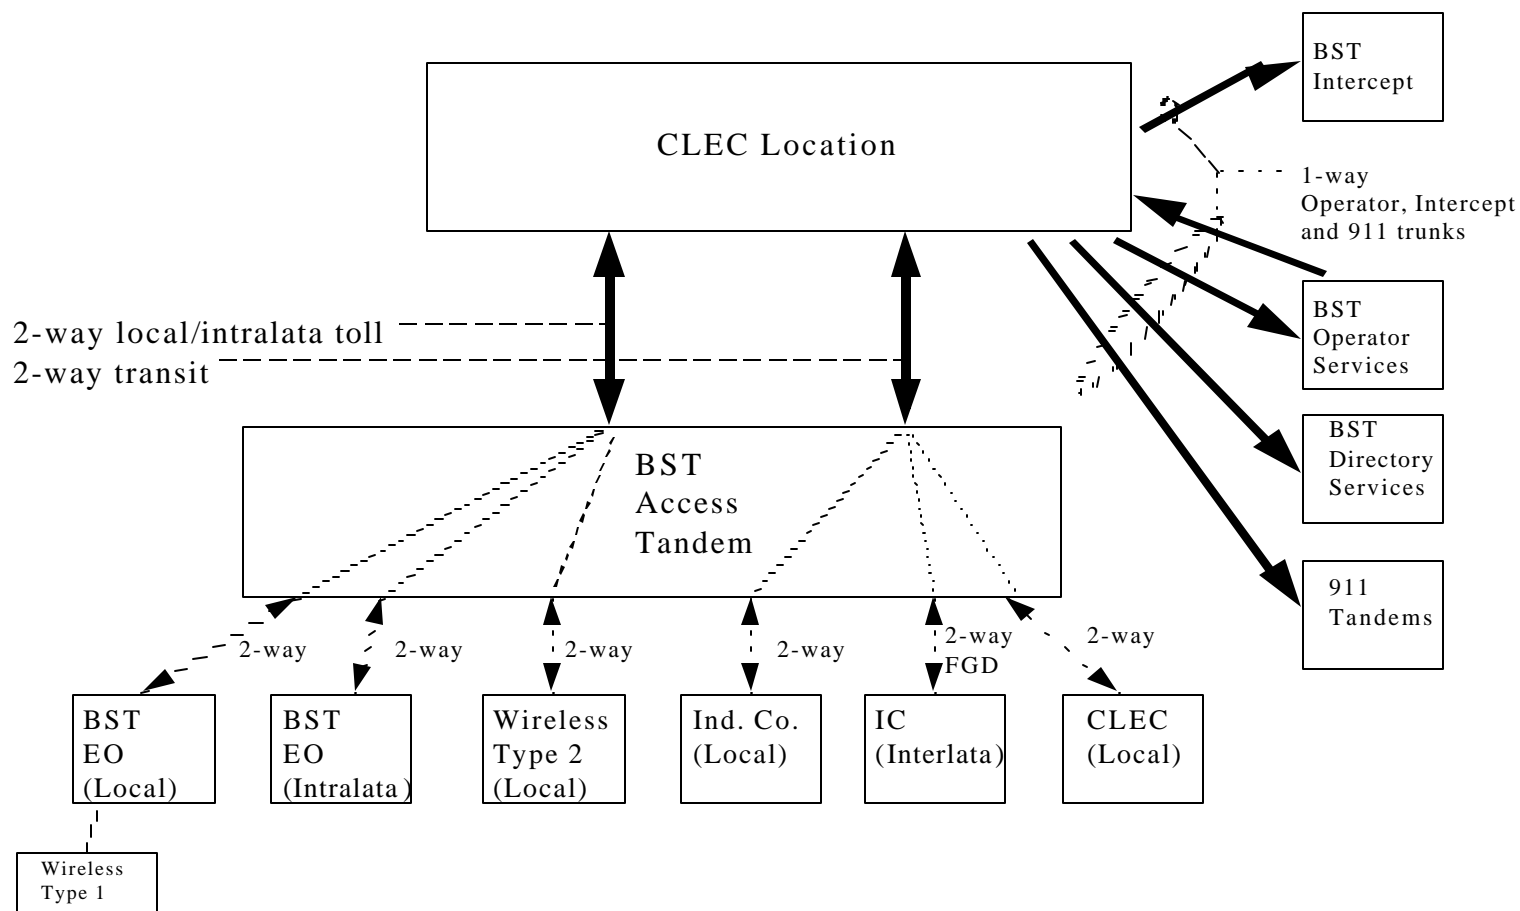 BST
Intercept
CLEC Location
1-way
Operator, Intercept
and 911 trunks
2-way local/intralata toll
2-way transit
BST
Operator
Services
BST
Directory
Services
BST
Access
Tandem
911
Tandems
2-way
2-way
2-way
2-way
2-way
FGD
2-way
BST
EO
(Local)
BST
EO
(Intralata)
Wireless
Type 2
(Local)
Ind. Co.
(Local)
IC
(Interlata)
CLEC
(Local)
Wireless
Type 1